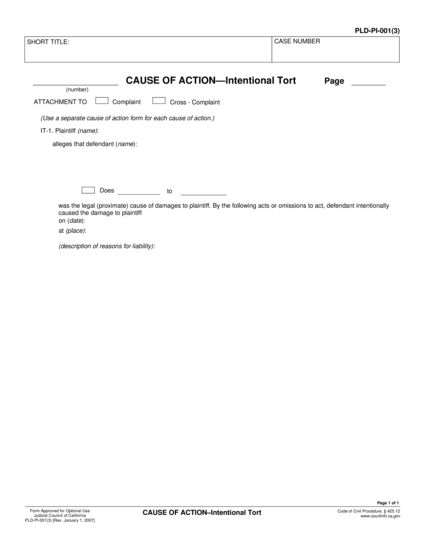 PLD-PI-001(3)
SHORT TITLE:
CASE NUMBER
CAUSE OF ACTION—Intentional Tort Page
(number)
ATTACHMENT TO Complaint Cross - Complaint
(Use a separate cause of action form for each cause of action.)
IT-1. Plaintiff (name):
alleges that defendant (name):
Does to
was the legal (proximate) cause of damages to plaintiff. By the following acts or omissions to act, defendant intentionally
caused the damage to plaintiff
on (date):
at (place):
(description of reasons for liability):
Page 1 of 1
Form Approved for Optional Use
Judicial Council of California
PLD-PI-001(3) [Rev. January 1, 2007]
CAUSE OF ACTION–Intentional Tort
Code of Civil Procedure, § 425.12
www.courtinfo.ca.gov